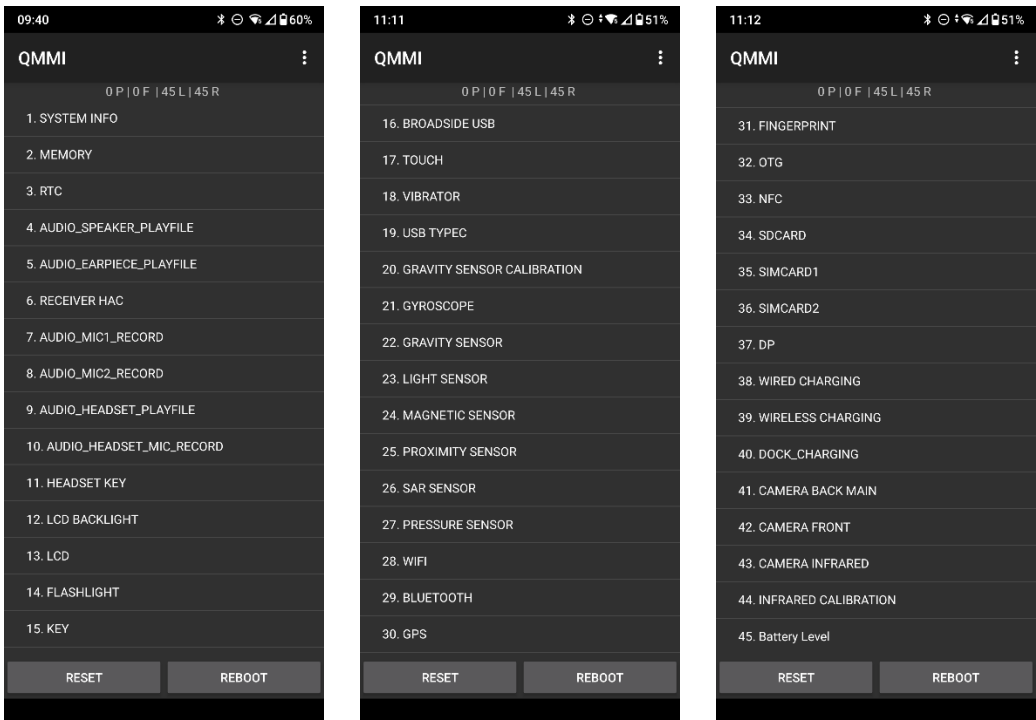 09:40 60%
QMMI
0 P | 0 F | 45 L | 45 R
1. SYSTEM INFO
2. MEMORY
3. RTC
4. AUDIO_SPEAKER_PLAYFILE
5. AUDIO_EARPIECE_PLAYFILE
6. RECEIVER HAC
7. AUDIO_MIC1_RECORD
8. AUDIO_MIC2_RECORD
9. AUDIO_HEADSET_PLAYFILE
10. AUDIO_HEADSET_MIC_RECORD
11. HEADSET KEY
12. LCD BACKLIGHT
13. LCD
14. FLASHLIGHT
15. KEY
RESET REBOOT
11:11 51%
QMMI
0 P | 0 F | 45 L | 45 R
16. BROADSIDE USB
17. TOUCH
18. VIBRATOR
19. USB TYPEC
20. GRAVITY SENSOR CALIBRATION
21. GYROSCOPE
22. GRAVITY SENSOR
23. LIGHT SENSOR
24. MAGNETIC SENSOR
25. PROXIMITY SENSOR
26. SAR SENSOR
27. PRESSURE SENSOR
28. WIFI
29. BLUETOOTH
30. GPS
RESET REBOOT
11:12 51%
QMMI
0 P | 0 F | 45 L | 45 R
31. FINGERPRINT
32. OTG
33. NFC
34. SDCARD
35. SIMCARD1
36. SIMCARD2
37. DP
38. WIRED CHARGING
39. WIRELESS CHARGING
40. DOCK_CHARGING
41. CAMERA BACK MAIN
42. CAMERA FRONT
43. CAMERA INFRARED
44. INFRARED CALIBRATION
45. Battery Level
RESET REBOOT